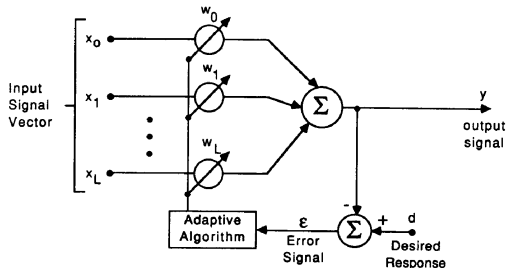 w0
x0
Input
Signal
Vector
w1
x1
Σ
y
output
signal
wL
xL
Adaptive
Algorithm
ε
Error
Signal
-
Σ
+
d
Desired
Response